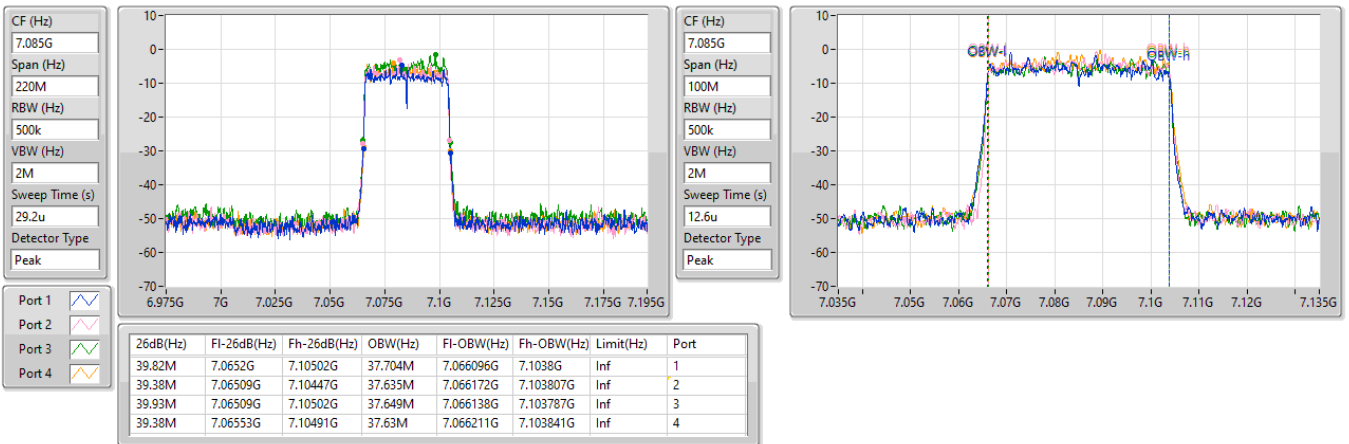 CF (Hz)
7.085G
Span (Hz)
220M
RBW (Hz)
500k
VBW (Hz)
2M
Sweep Time (s)
29.2u
Detector Type
Peak
10
0
-10
-20
-30
-40
-50
-60
-70
6.975G 7G 7.025G 7.05G 7.075G 7.1G 7.125G 7.15G 7.175G 7.195G
CF (Hz)
7.085G
Span (Hz)
100M
RBW (Hz)
500k
VBW (Hz)
2M
Sweep Time (s)
12.6u
Detector Type
Peak
10
0
-10
-20
-30
-40
-50
-60
-70
OBW-l
OBW-h
7.035G 7.05G 7.06G 7.07G 7.08G 7.09G 7.1G 7.11G 7.12G 7.135G
Port 1
Port 2
Port 3
Port 4
26dB(Hz) Fl-26dB(Hz) Fh-26dB(Hz) OBW(Hz) Fl-OBW(Hz) Fh-OBW(Hz) Limit(Hz) Port
39.82M 7.0652G 7.10502G 37.704M 7.066096G 7.1038G Inf 1
39.38M 7.06509G 7.10447G 37.635M 7.066172G 7.103807G Inf 2
39.93M 7.06509G 7.10502G 37.649M 7.066138G 7.103787G Inf 3
39.38M 7.06553G 7.10491G 37.63M 7.066211G 7.103841G Inf 4